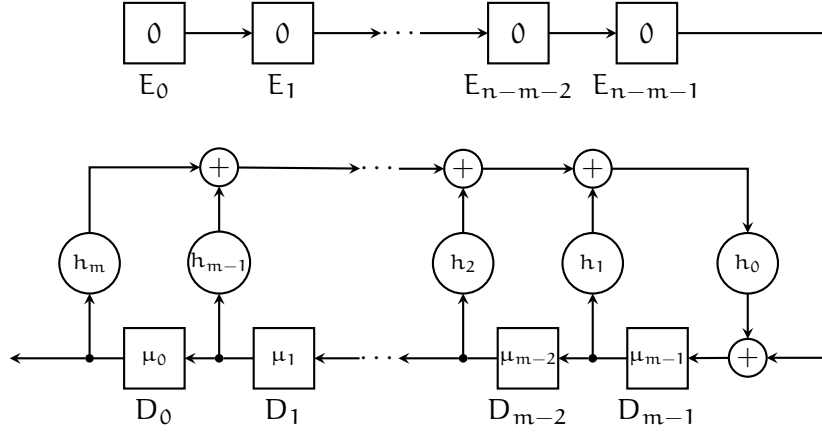 0 0 ··· 0 0
E₀ E₁ Eₙ₋ₘ₋₂ Eₙ₋ₘ₋₁
+ ··· + +
hₘ hₘ₋₁ h₂ h₁ h₀
μ₀ μ₁ ··· μₘ₋₂ μₘ₋₁ +
D₀ D₁ Dₘ₋₂ Dₘ₋₁